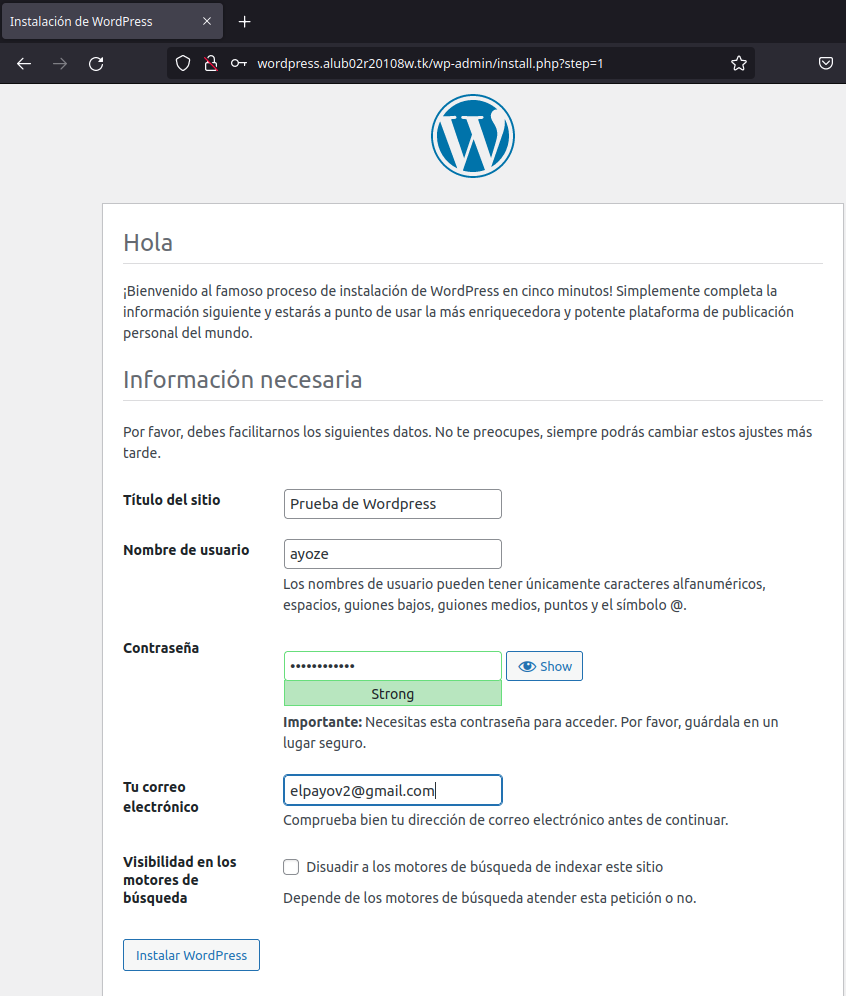 Instalación de WordPress
wordpress.alub02r20108w.tk/wp-admin/install.php?step=1
Hola
¡Bienvenido al famoso proceso de instalación de WordPress en cinco minutos! Simplemente completa la
información siguiente y estarás a punto de usar la más enriquecedora y potente plataforma de publicación
personal del mundo.
Información necesaria
Por favor, debes facilitarnos los siguientes datos. No te preocupes, siempre podrás cambiar estos ajustes más
tarde.
Título del sitio
Prueba de Wordpress
Nombre de usuario
ayoze
Los nombres de usuario pueden tener únicamente caracteres alfanuméricos,
espacios, guiones bajos, guiones medios, puntos y el símbolo @.
Contraseña
••••••••••••
Show
Strong
Importante: Necesitas esta contraseña para acceder. Por favor, guárdala en un
lugar seguro.
Tu correo
electrónico
elpayov2@gmail.com
Comprueba bien tu dirección de correo electrónico antes de continuar.
Visibilidad en los
motores de
búsqueda
Disuadir a los motores de búsqueda de indexar este sitio
Depende de los motores de búsqueda atender esta petición o no.
Instalar WordPress